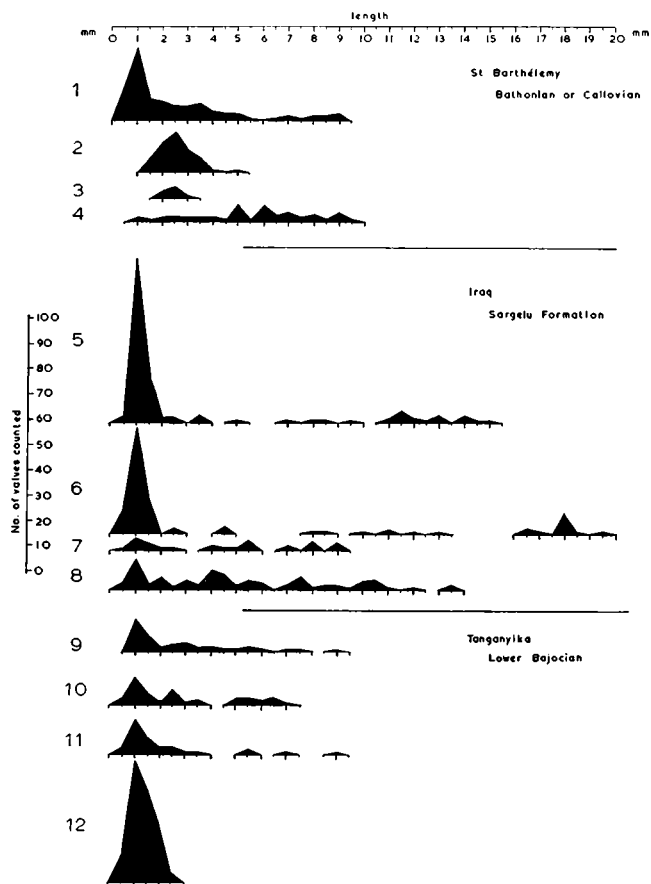 length
mm mm
0 1 2 3 4 5 6 7 8 9 10 11 12 13 14 15 16 17 18 19 20
St Barthélemy
1
Bathonian or Callovian
2
3
4
Iraq
Sargelu Formation
5
No. of valves counted
100
90
80
70
60
50
40
30
20
10
0
6
7
8
Tanganyika
9
Lower Bajocian
10
11
12